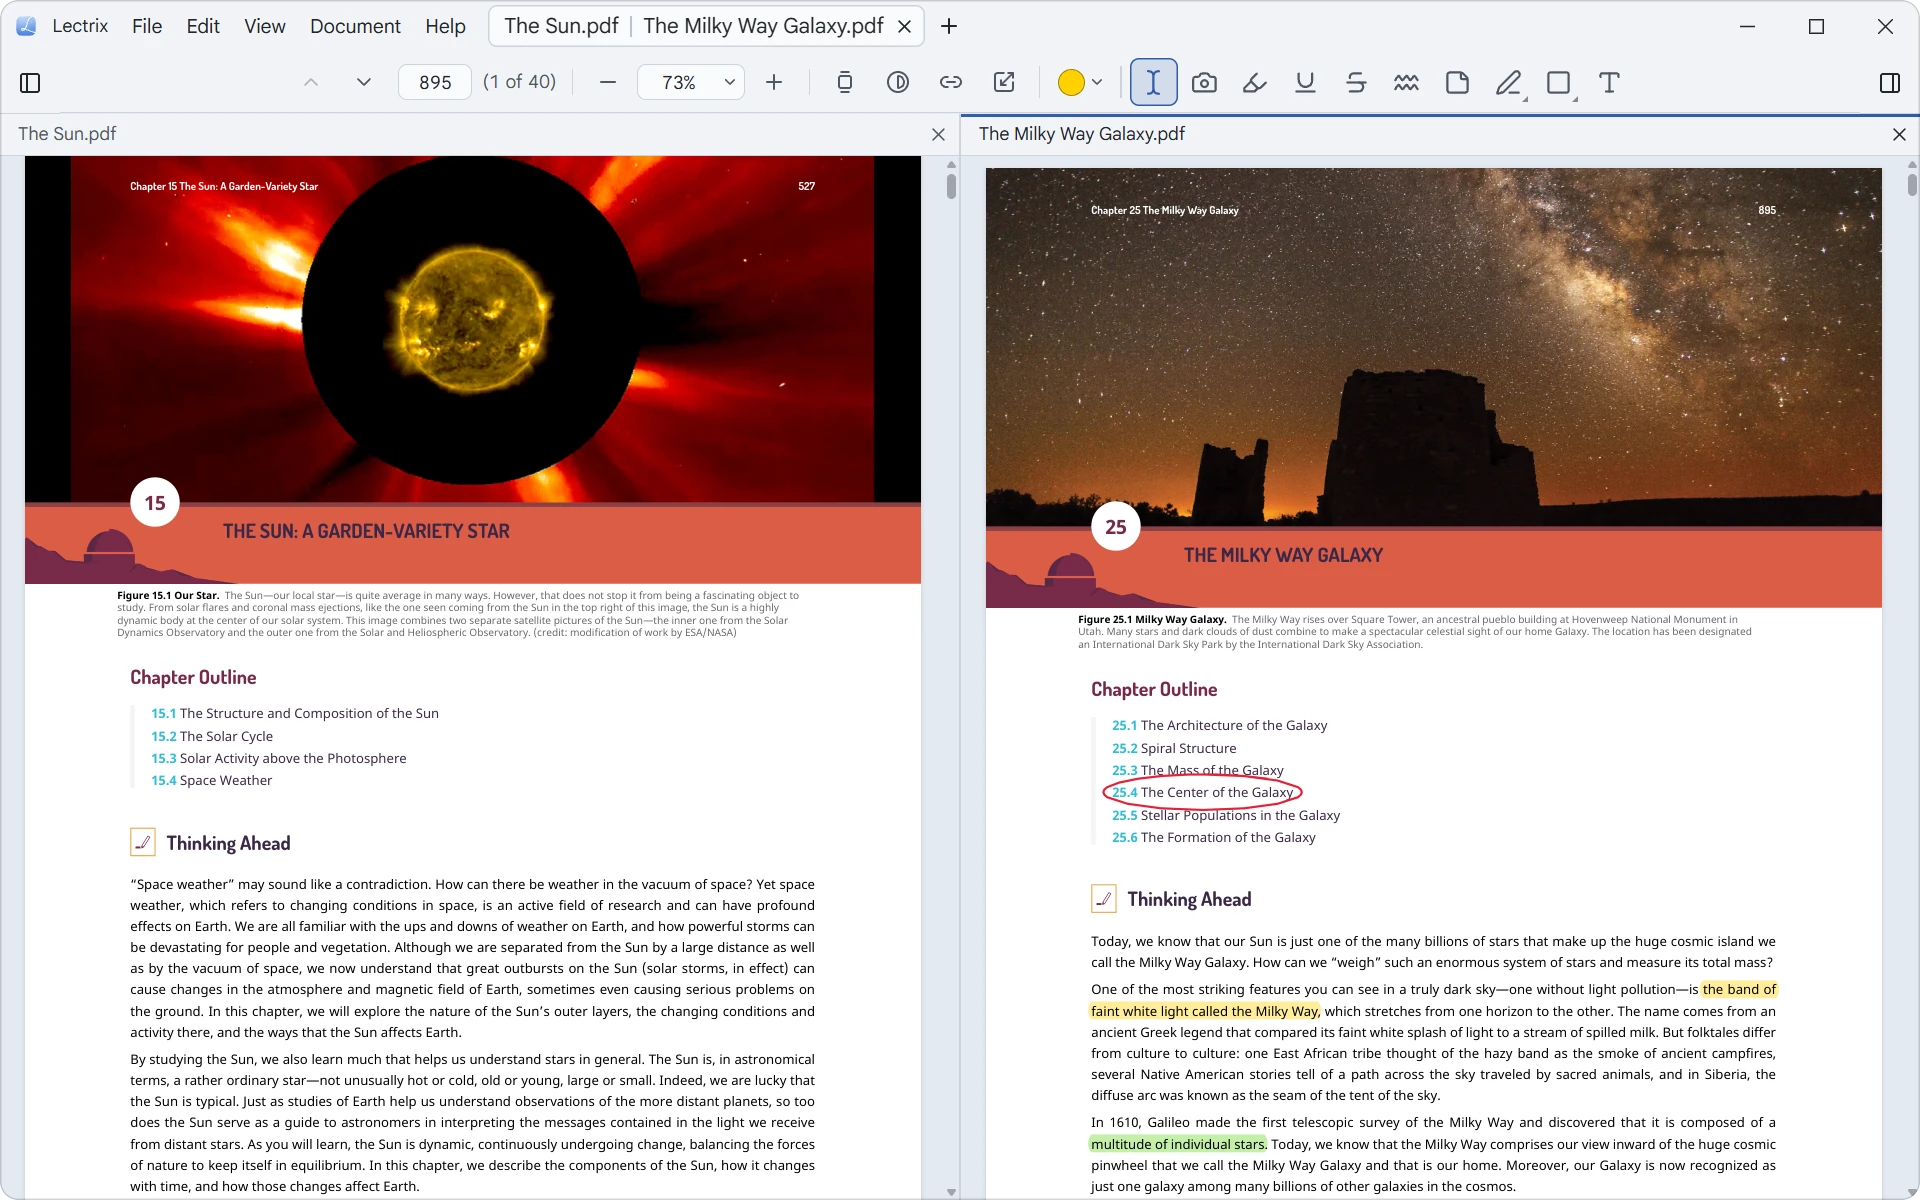 Lectrix File Edit View Document Help The Sun.pdf | The Milky Way Galaxy.pdf
895 (1 of 40) 73%
The Sun.pdf
Chapter 15 The Sun: A Garden-Variety Star 527
15
THE SUN: A GARDEN-VARIETY STAR
Figure 15.1 Our Star. The Sun—our local star—is quite average in many ways. However, that does not stop it from being a fascinating object to
study. From solar flares and coronal mass ejections, like the one seen coming from the Sun in the top right of this image, the Sun is a highly
dynamic body at the center of our solar system. This image combines two separate satellite pictures of the Sun—the inner one from the Solar
Dynamics Observatory and the outer one from the Solar and Heliospheric Observatory. (credit: modification of work by ESA/NASA)
Chapter Outline
15.1 The Structure and Composition of the Sun
15.2 The Solar Cycle
15.3 Solar Activity above the Photosphere
15.4 Space Weather
Thinking Ahead
“Space weather” may sound like a contradiction. How can there be weather in the vacuum of space? Yet space
weather, which refers to changing conditions in space, is an active field of research and can have profound
effects on Earth. We are all familiar with the ups and downs of weather on Earth, and how powerful storms can
be devastating for people and vegetation. Although we are separated from the Sun by a large distance as well
as by the vacuum of space, we now understand that great outbursts on the Sun (solar storms, in effect) can
cause changes in the atmosphere and magnetic field of Earth, sometimes even causing serious problems on
the ground. In this chapter, we will explore the nature of the Sun’s outer layers, the changing conditions and
activity there, and the ways that the Sun affects Earth.
By studying the Sun, we also learn much that helps us understand stars in general. The Sun is, in astronomical
terms, a rather ordinary star—not unusually hot or cold, old or young, large or small. Indeed, we are lucky that
the Sun is typical. Just as studies of Earth help us understand observations of the more distant planets, so too
does the Sun serve as a guide to astronomers in interpreting the messages contained in the light we receive
from distant stars. As you will learn, the Sun is dynamic, continuously undergoing change, balancing the forces
of nature to keep itself in equilibrium. In this chapter, we describe the components of the Sun, how it changes
with time, and how those changes affect Earth.
The Milky Way Galaxy.pdf
Chapter 25 The Milky Way Galaxy 895
25
THE MILKY WAY GALAXY
Figure 25.1 Milky Way Galaxy. The Milky Way rises over Square Tower, an ancestral pueblo building at Hovenweep National Monument in
Utah. Many stars and dark clouds of dust combine to make a spectacular celestial sight of our home Galaxy. The location has been designated
an International Dark Sky Park by the International Dark Sky Association.
Chapter Outline
25.1 The Architecture of the Galaxy
25.2 Spiral Structure
25.3 The Mass of the Galaxy
25.4 The Center of the Galaxy
25.5 Stellar Populations in the Galaxy
25.6 The Formation of the Galaxy
Thinking Ahead
Today, we know that our Sun is just one of the many billions of stars that make up the huge cosmic island we
call the Milky Way Galaxy. How can we “weigh” such an enormous system of stars and measure its total mass?
One of the most striking features you can see in a truly dark sky—one without light pollution—is the band of
faint white light called the Milky Way, which stretches from one horizon to the other. The name comes from an
ancient Greek legend that compared its faint white splash of light to a stream of spilled milk. But folktales differ
from culture to culture: one East African tribe thought of the hazy band as the smoke of ancient campfires,
several Native American stories tell of a path across the sky traveled by sacred animals, and in Siberia, the
diffuse arc was known as the seam of the tent of the sky.
In 1610, Galileo made the first telescopic survey of the Milky Way and discovered that it is composed of a
multitude of individual stars. Today, we know that the Milky Way comprises our view inward of the huge cosmic
pinwheel that we call the Milky Way Galaxy and that is our home. Moreover, our Galaxy is now recognized as
just one galaxy among many billions of other galaxies in the cosmos.